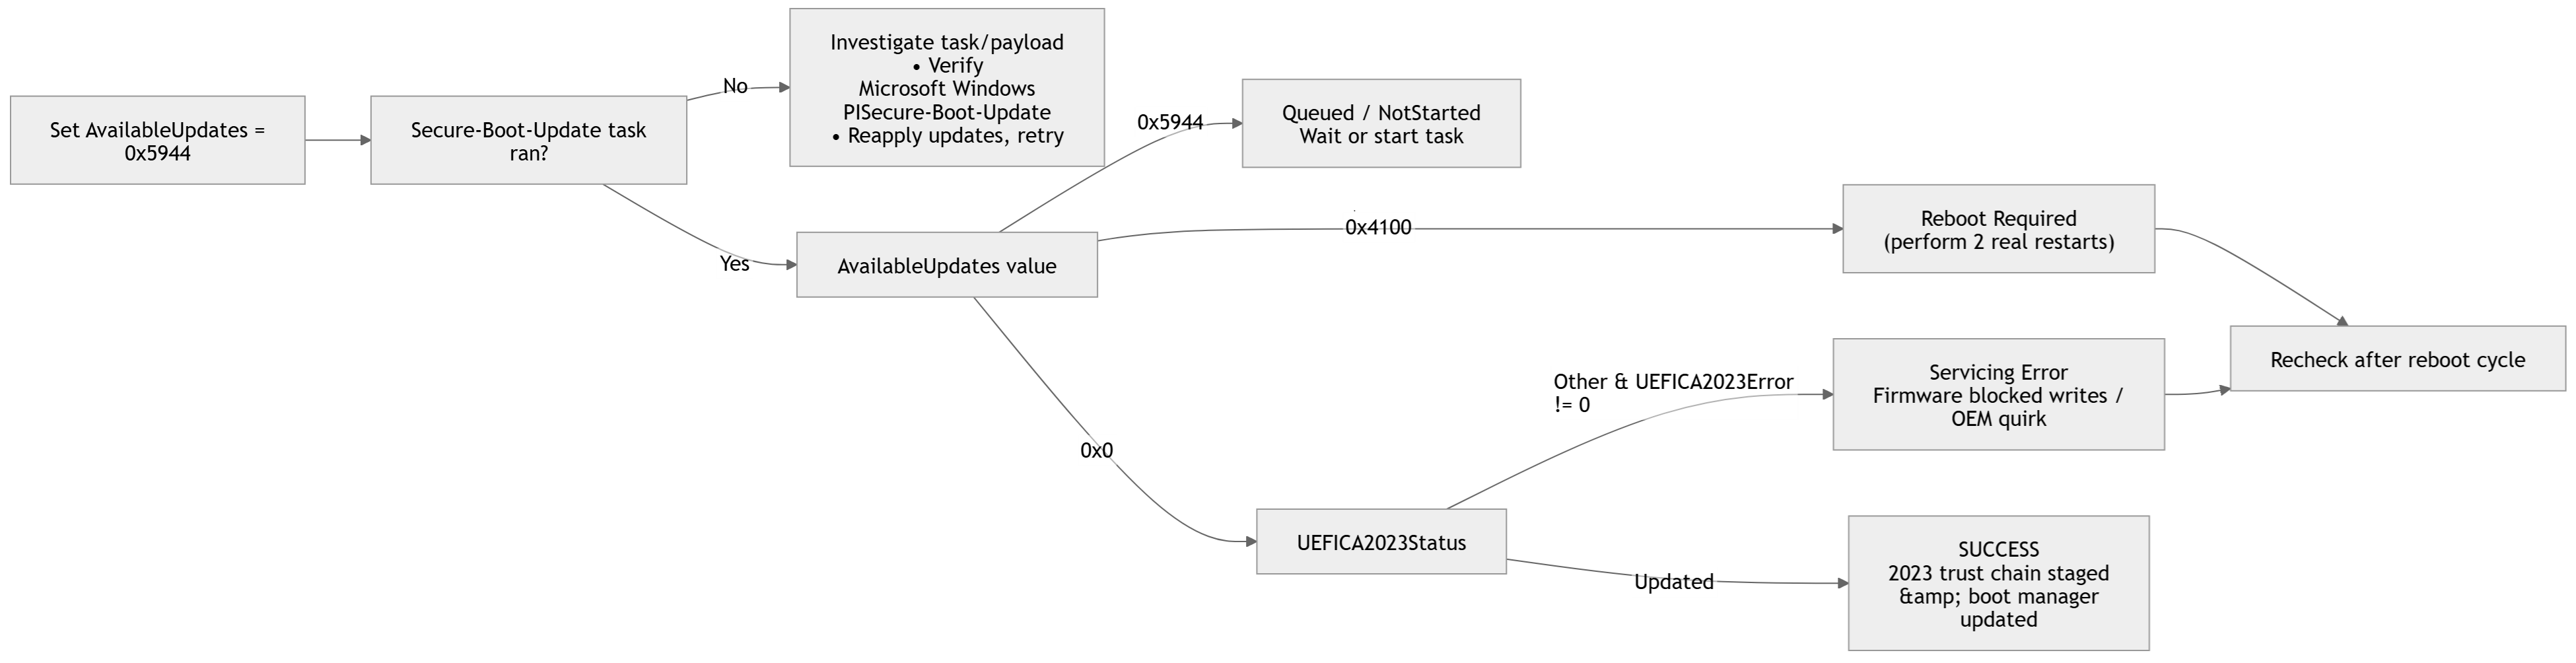 Set AvailableUpdates =
0x5944
Secure-Boot-Update task
ran?
No
Yes
Investigate task/payload
• Verify
Microsoft Windows
PISecure-Boot-Update
• Reapply updates, retry
AvailableUpdates value
0x5944
0x4100
0x0
Queued / NotStarted
Wait or start task
UEFICA2023Status
Other & UEFICA2023Error
!= 0
Updated
Reboot Required
(perform 2 real restarts)
Servicing Error
Firmware blocked writes /
OEM quirk
SUCCESS
2023 trust chain staged
&amp; boot manager
updated
Recheck after reboot cycle